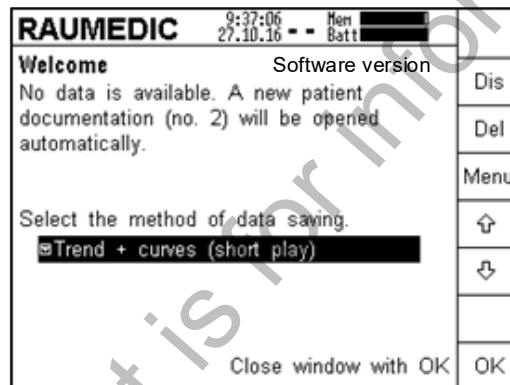 RAUMEDIC 9:37:06 Mem
27.10.16 - - Batt
Welcome Software version
No data is available. A new patient
documentation (no. 2) will be opened
automatically.
Select the method of data saving.
Trend + curves (short play)
Close window with OK
Dis
Del
Menu
OK